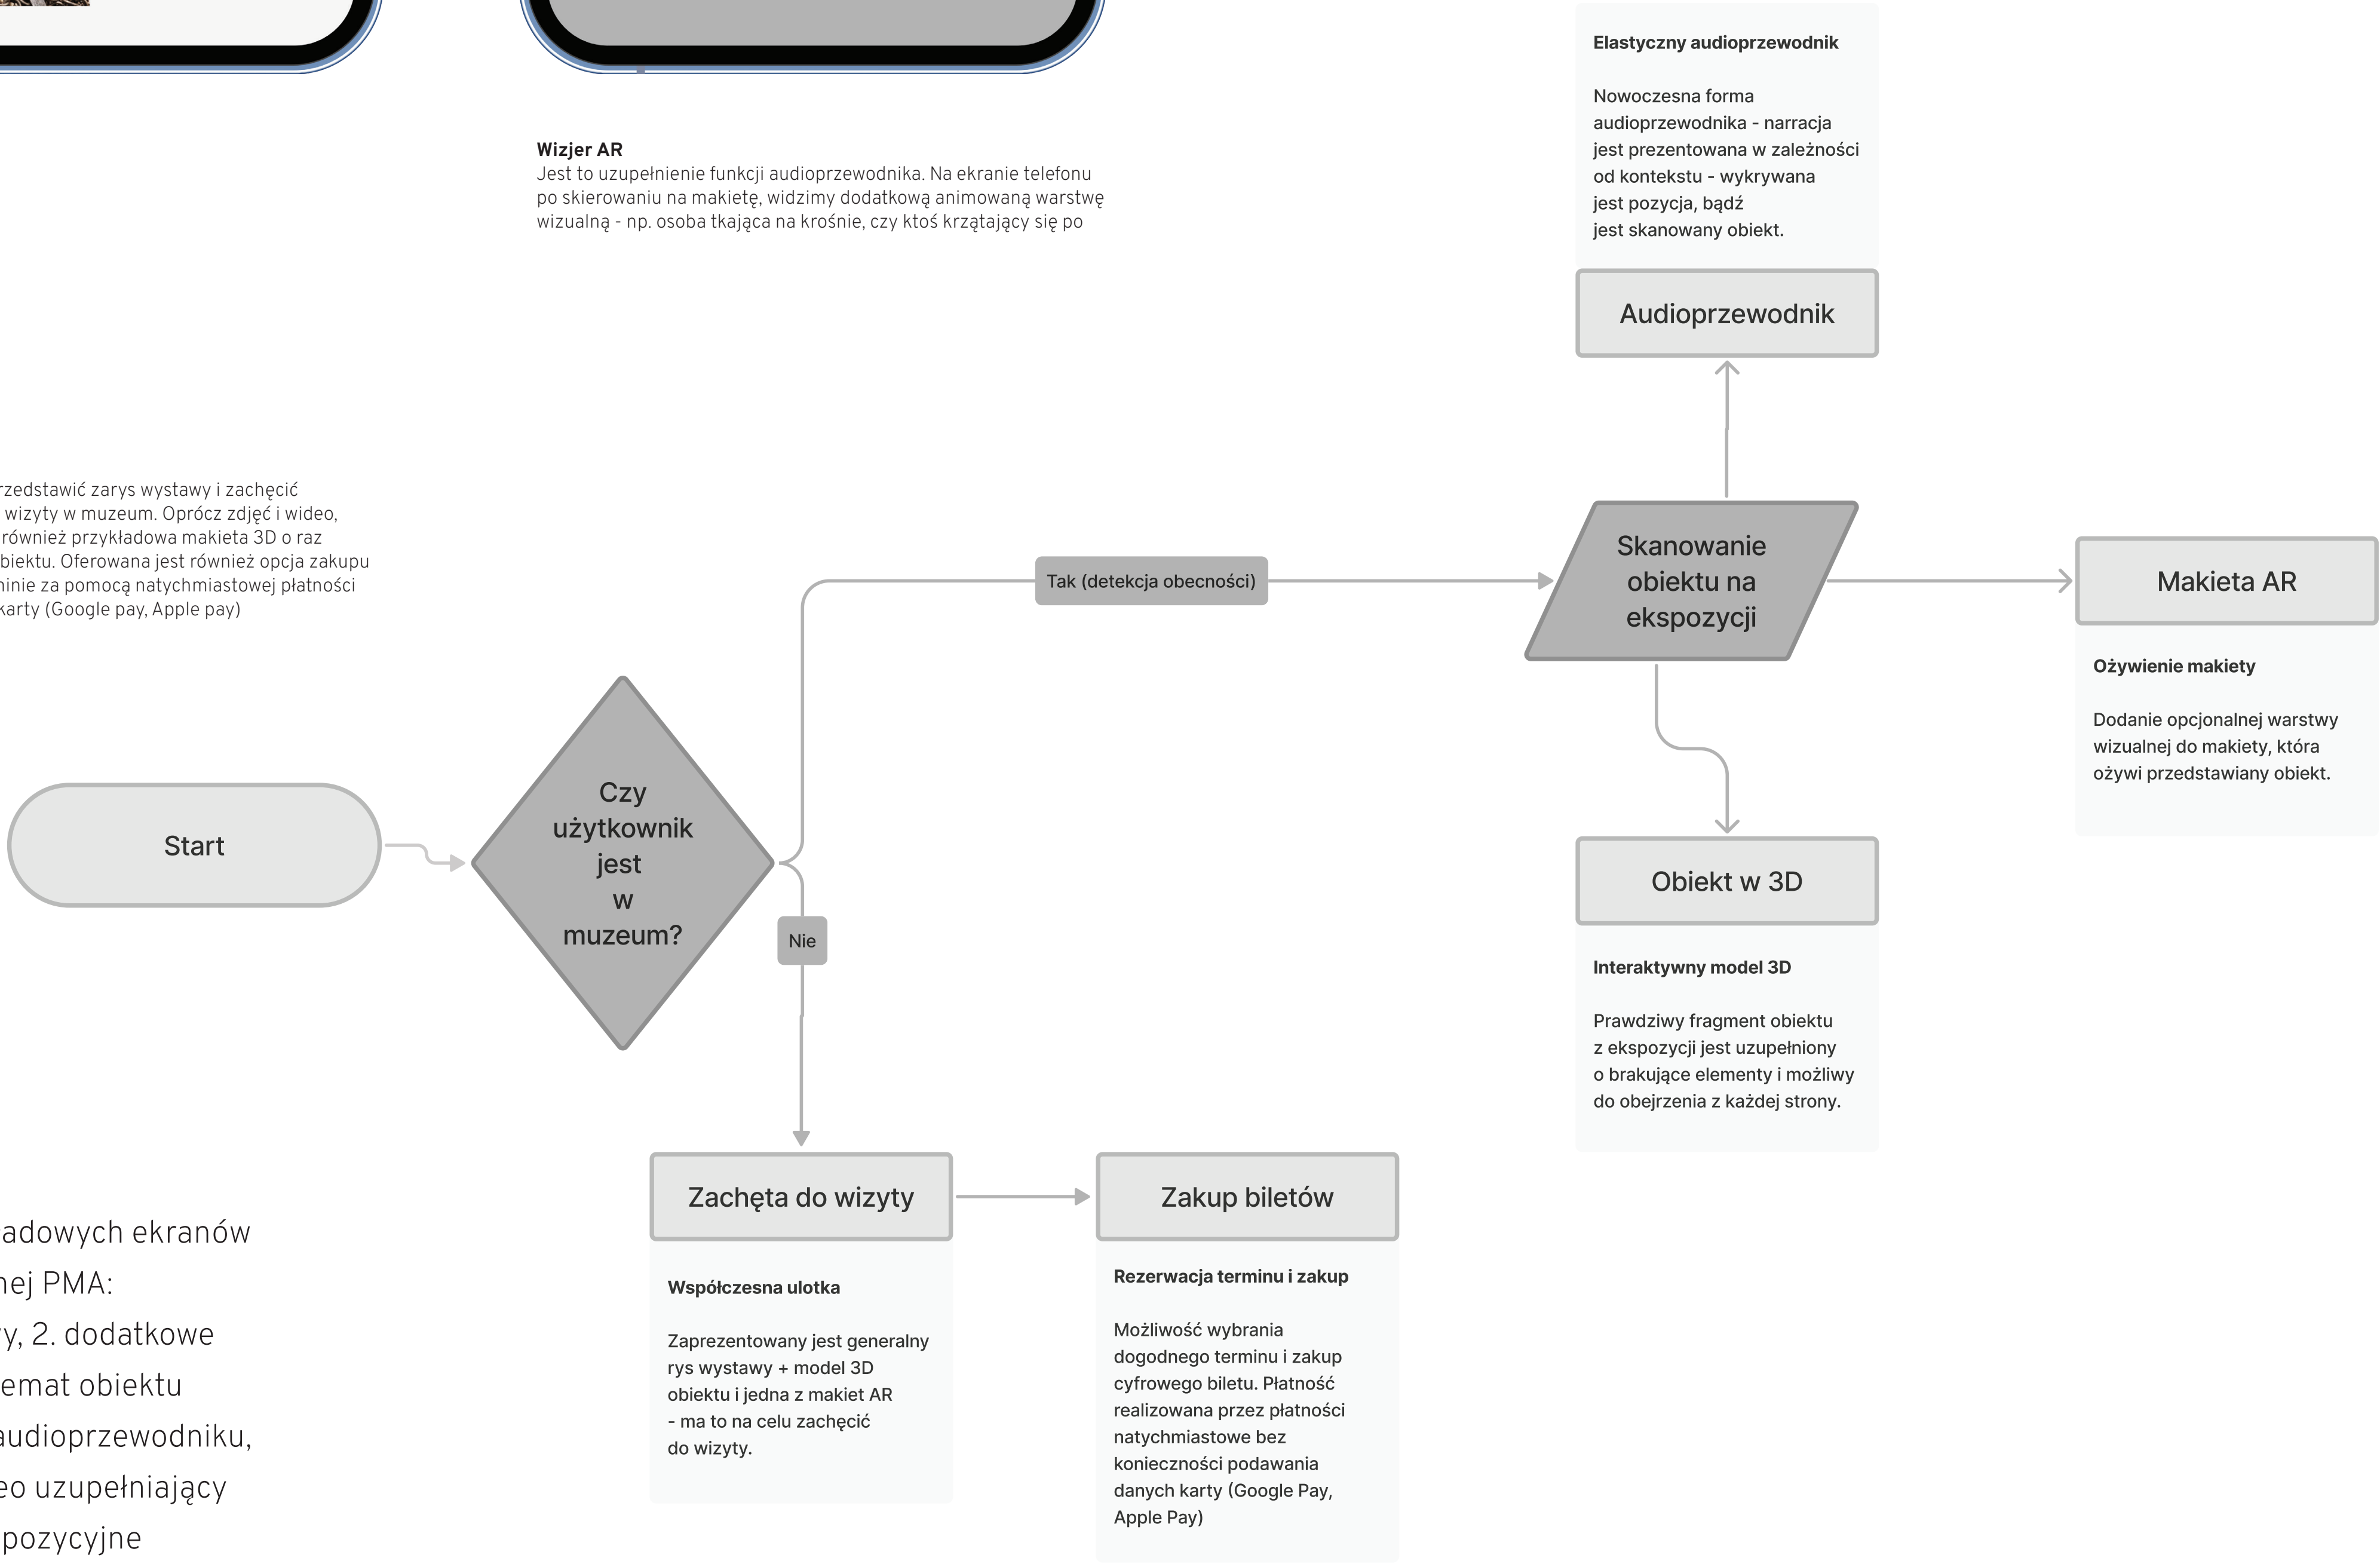 Elastyczny audioprzewodnik
Nowoczesna forma
audioprzewodnika - narracja
jest prezentowana w zależności
od kontekstu - wykrywana
jest pozycja, bądź
jest skanowany obiekt.
Audioprzewodnik
Wizjer AR
Jest to uzupełnienie funkcji audioprzewodnika. Na ekranie telefonu
po skierowaniu na makietę, widzimy dodatkową animowaną warstwę
wizualną - np. osoba tkająca na krośnie, czy ktoś krzątający się po
rzedstawić zarys wystawy i zachęcić
wizyty w muzeum. Oprócz zdjęć i wideo,
również przykładowa makieta 3D o raz
biektu. Oferowana jest również opcja zakupu
minie za pomocą natychmiastowej płatności
karty (Google pay, Apple pay)
Tak (detekcja obecności)
Skanowanie
obiektu na
ekspozycji
Makieta AR
Ożywienie makiety
Dodanie opcjonalnej warstwy
wizualnej do makiety, która
ożywi przedstawiany obiekt.
Start
Czy
użytkownik
jest
w
muzeum?
Nie
Obiekt w 3D
Interaktywny model 3D
Prawdziwy fragment obiektu
z ekspozycji jest uzupełniony
o brakujące elementy i możliwy
do obejrzenia z każdej strony.
Zachęta do wizyty
Współczesna ulotka
Zaprezentowany jest generalny
rys wystawy + model 3D
obiektu i jedna z makiet AR
- ma to na celu zachęcić
do wizyty.
Zakup biletów
Rezerwacja terminu i zakup
Możliwość wybrania
dogodnego terminu i zakup
cyfrowego biletu. Płatność
realizowana przez płatności
natychmiastowe bez
konieczności podawania
danych karty (Google Pay,
Apple Pay)
adowych ekranów
nej PMA:
y, 2. dodatkowe
emat obiektu
audioprzewodniku,
eo uzupełniający
pozycyjne